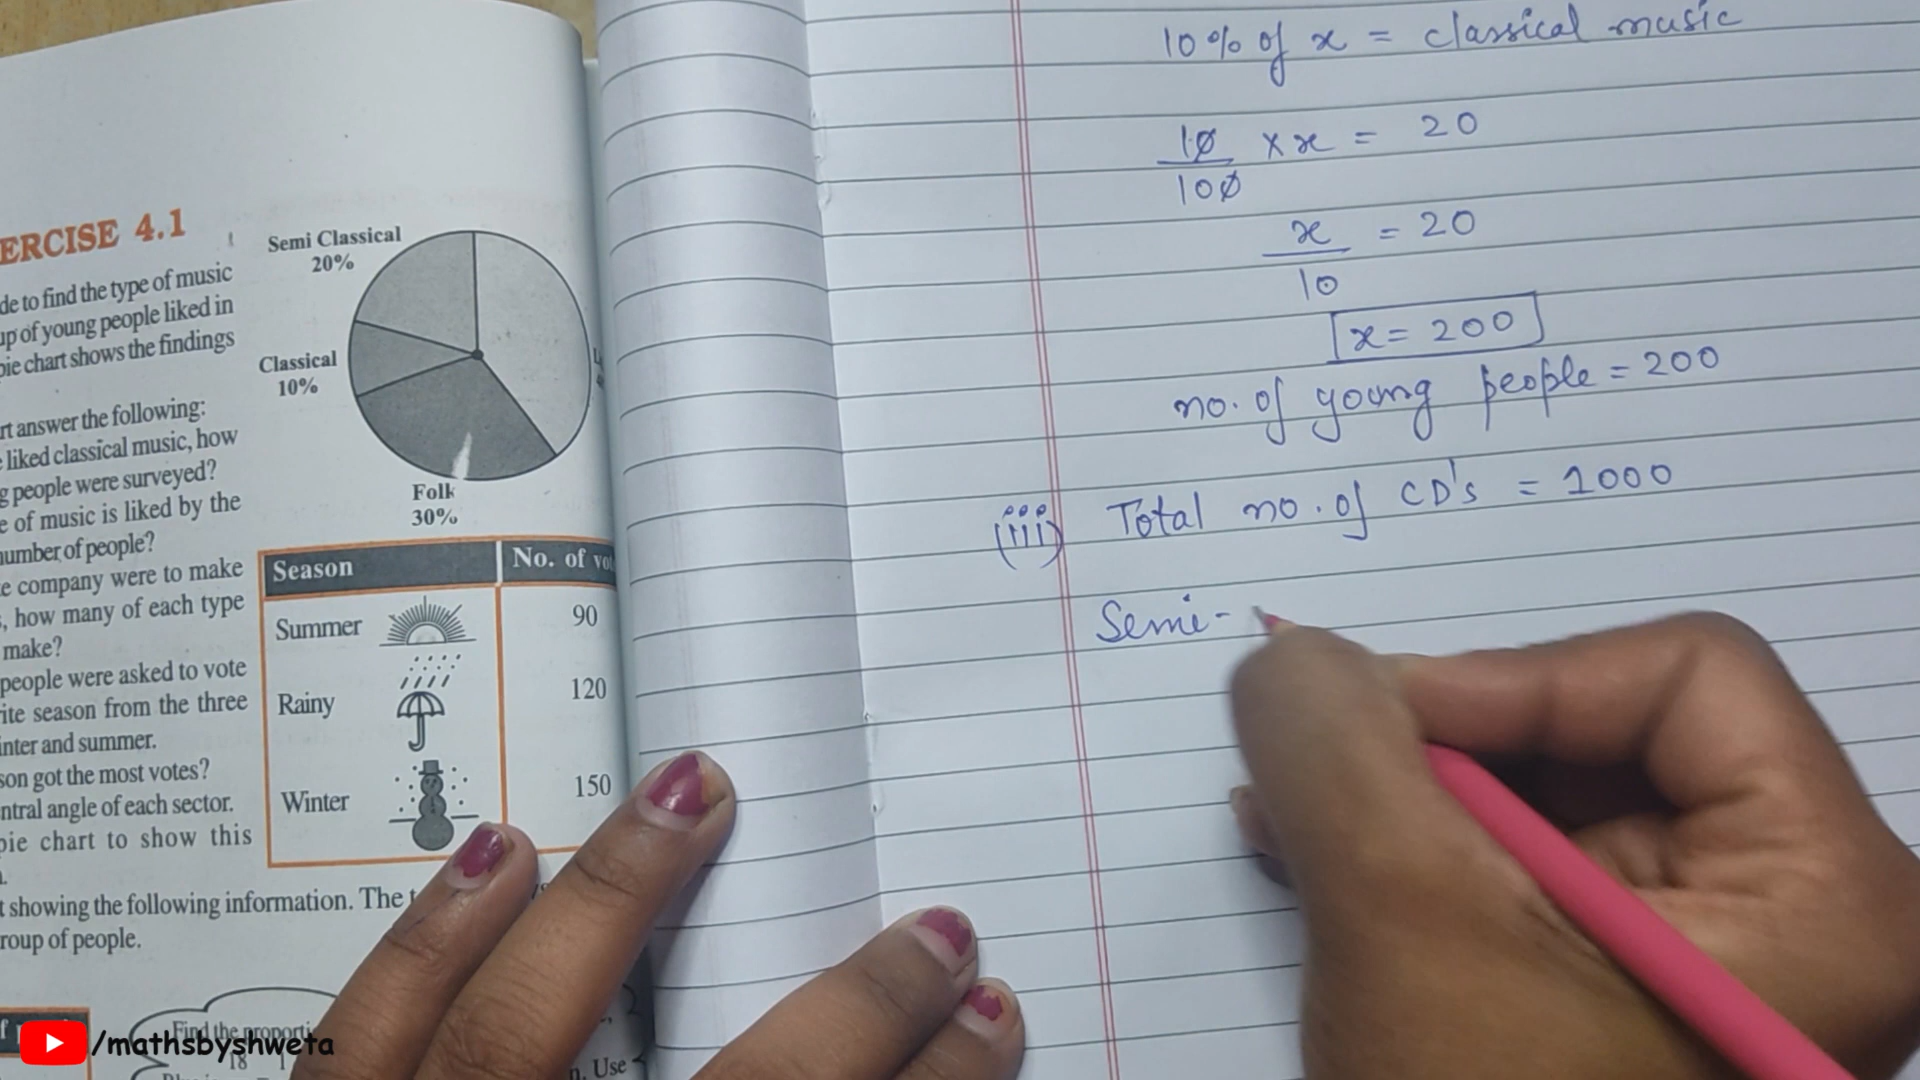 ERCISE 4.1
de to find the type of music
up of young people liked in
pie chart shows the findings
rt answer the following:
liked classical music, how
g people were surveyed?
e of music is liked by the
number of people?
e company were to make
, how many of each type
make?
people were asked to vote
ite season from the three
inter and summer.
son got the most votes?
ntral angle of each sector.
pie chart to show this
t showing the following information. The t
roup of people.
Semi Classical
20%
Classical
10%
Folk
30%
Season No. of vo
Summer 90
Rainy 120
Winter 150
Find the proporti
18
n. Use
/mathsbyshweta
10% of x = classical music
10/100 × x = 20
x/10 = 20
x = 200
no. of young people = 200
(iii) Total no. of CD's = 1000
Semi-